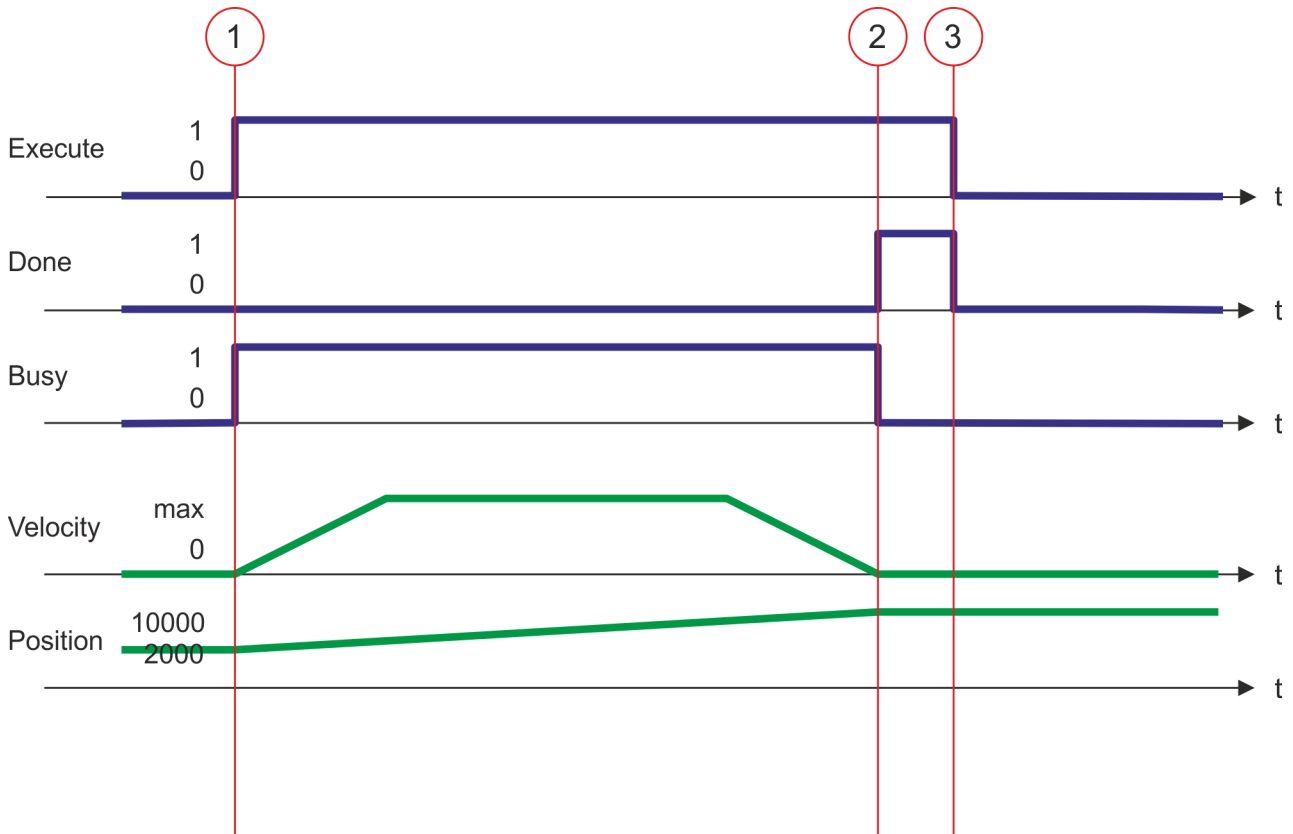 1 2 3
1
Execute
0
t
1
Done
0
t
1
Busy
0
t
max
Velocity
0
t
10000
Position
2000
t